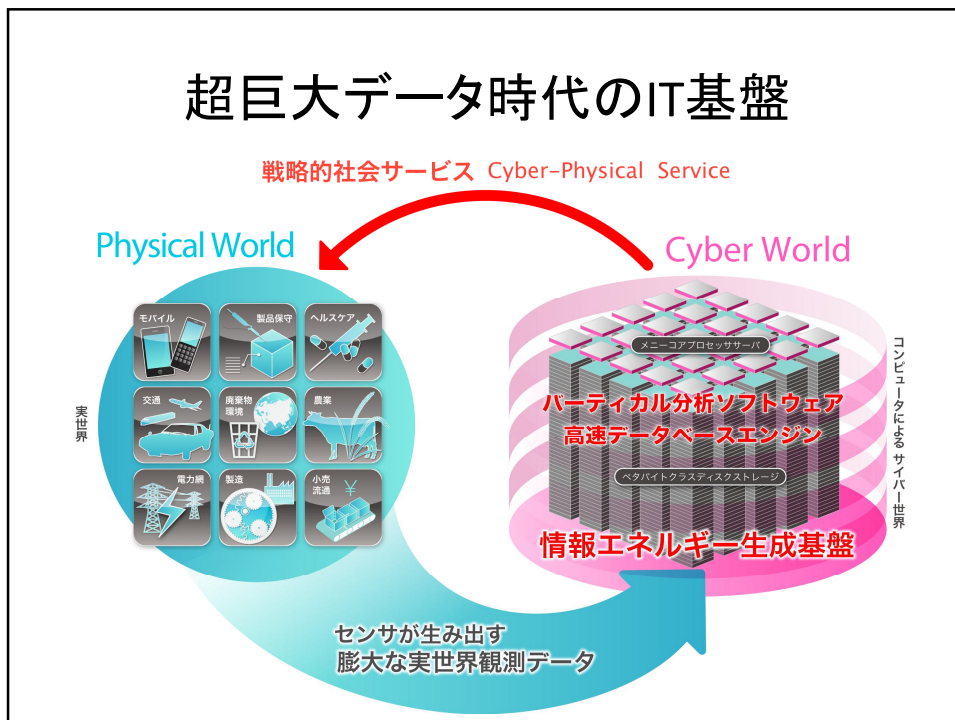 超巨大データ時代のIT基盤
戦略的社会サービス Cyber-Physical Service
Physical World
Cyber World
モバイル
製品保守
ヘルスケア
交通
廃棄物
環境
農業
電力網
製造
小売
流通
¥
実世界
メニーコアプロセッササーバ
バーティカル分析ソフトウェア
高速データベースエンジン
ペタバイトクラスディスクストレージ
情報エネルギー生成基盤
コンピュータによる サイバー世界
センサが生み出す
膨大な実世界観測データ